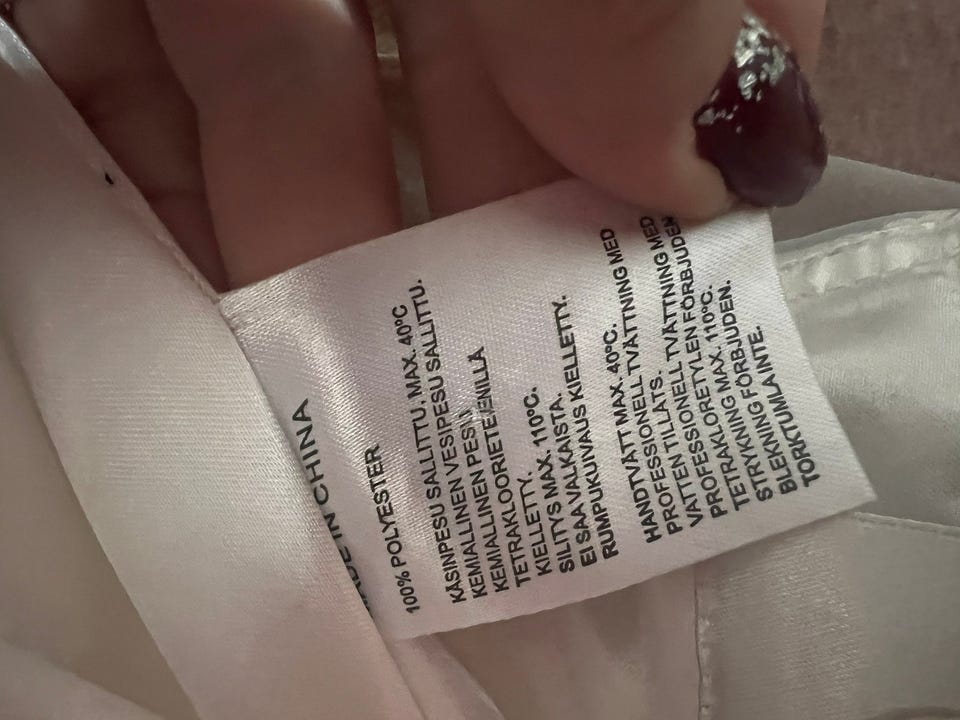 MADE IN CHINA
100% POLYESTER
KÄSINPESU SALLITTU, MAX. 40°C
KEMIALLINEN VESIPESU SALLITTU.
KEMIALLINEN PESU
TETRAKLOORIETEENILLÄ
KIELLETTY.
SILITYS MAX. 110°C.
EI SAA VALKAISTA.
RUMPUKUIVAUS KIELLETTY.
HANDTVÄTT MAX. 40°C.
PROFESSIONELL TVÄTTNING MED
VATTEN TILLÅTS.
PROFESSIONELL TVÄTTNING MED
TETRAKLORETYLEN FÖRBJUDEN
STRYKNING MAX. 110°C.
BLEKNING FÖRBJUDEN.
TORKTUMLA INTE.